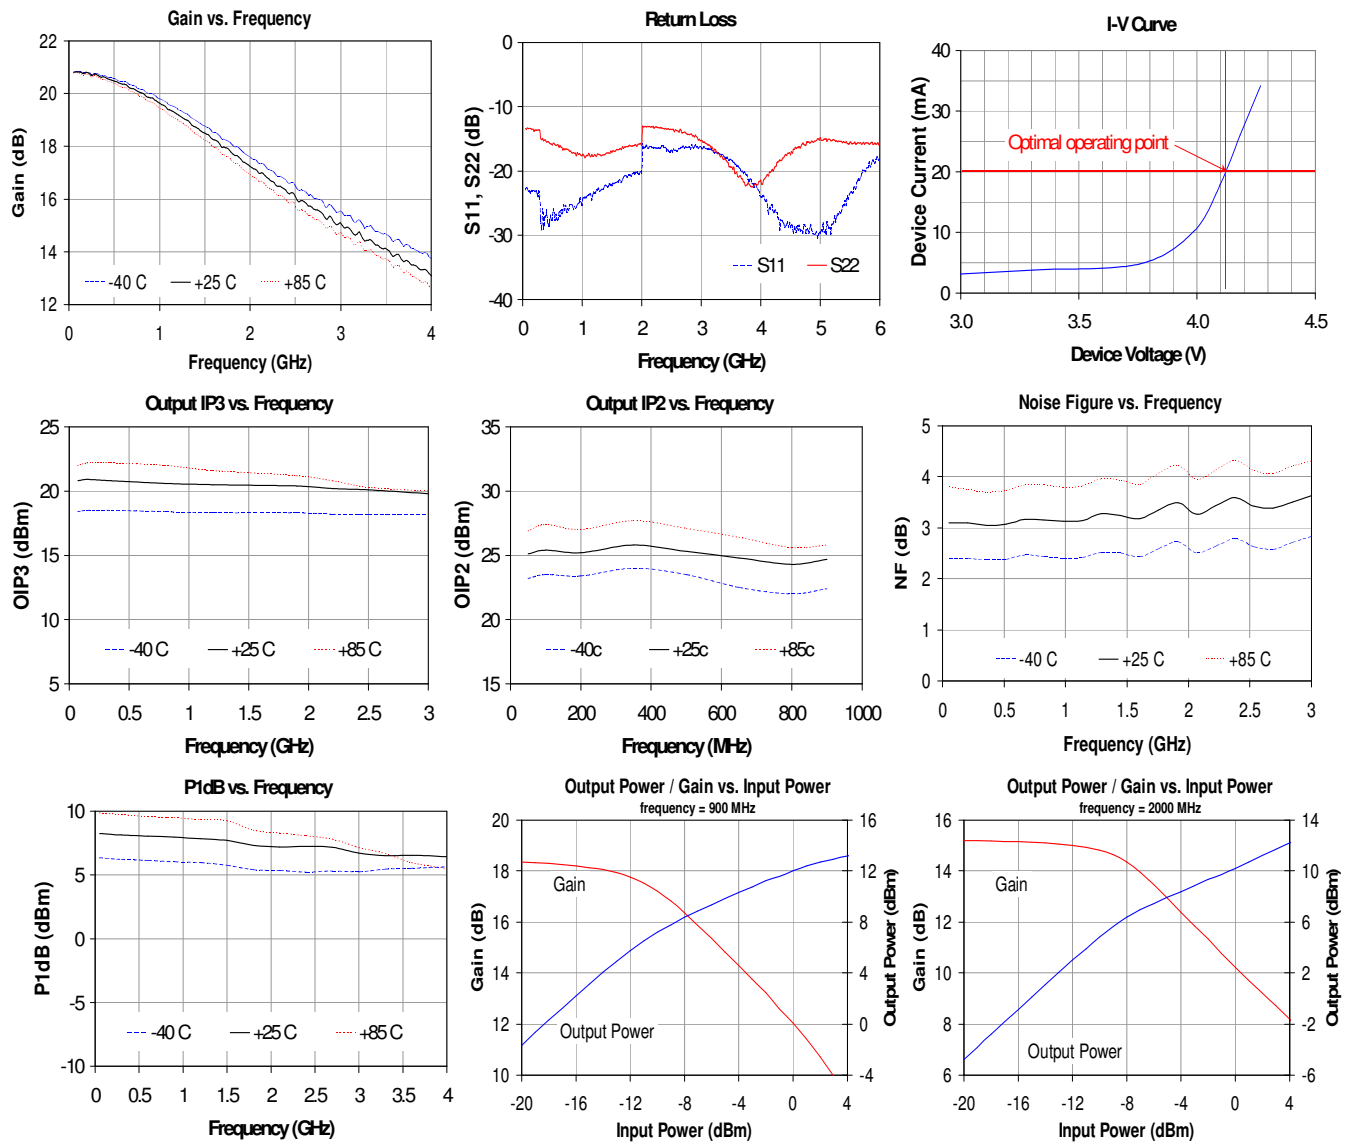 Gain vs. Frequency
22
20
18
16
14
12
Gain (dB)
-40 C
+25 C
+85 C
0 1 2 3 4
Frequency (GHz)
Return Loss
0
-10
-20
-30
-40
S11, S22 (dB)
S11
S22
0 1 2 3 4 5 6
Frequency (GHz)
I-V Curve
40
30
20
10
0
Device Current (mA)
Optimal operating point
3.0 3.5 4.0 4.5
Device Voltage (V)
Output IP3 vs. Frequency
25
20
15
10
5
OIP3 (dBm)
-40 C
+25 C
+85 C
0 0.5 1 1.5 2 2.5 3
Frequency (GHz)
Output IP2 vs. Frequency
35
30
25
20
15
OIP2 (dBm)
-40c
+25c
+85c
0 200 400 600 800 1000
Frequency (MHz)
Noise Figure vs. Frequency
5
4
3
2
1
0
NF (dB)
-40 C
+25 C
+85 C
0 0.5 1 1.5 2 2.5 3
Frequency (GHz)
P1dB vs. Frequency
10
5
0
-5
-10
P1dB (dBm)
-40 C
+25 C
+85 C
0 0.5 1 1.5 2 2.5 3 3.5 4
Frequency (GHz)
Output Power / Gain vs. Input Power
frequency = 900 MHz
20
18
16
14
12
10
Gain (dB)
Gain
Output Power
16
12
8
4
0
-4
Output Power (dBm)
-20 -16 -12 -8 -4 0 4
Input Power (dBm)
Output Power / Gain vs. Input Power
frequency = 2000 MHz
16
14
12
10
8
6
Gain (dB)
Gain
Output Power
14
10
6
2
-2
-6
Output Power (dBm)
-20 -16 -12 -8 -4 0 4
Input Power (dBm)